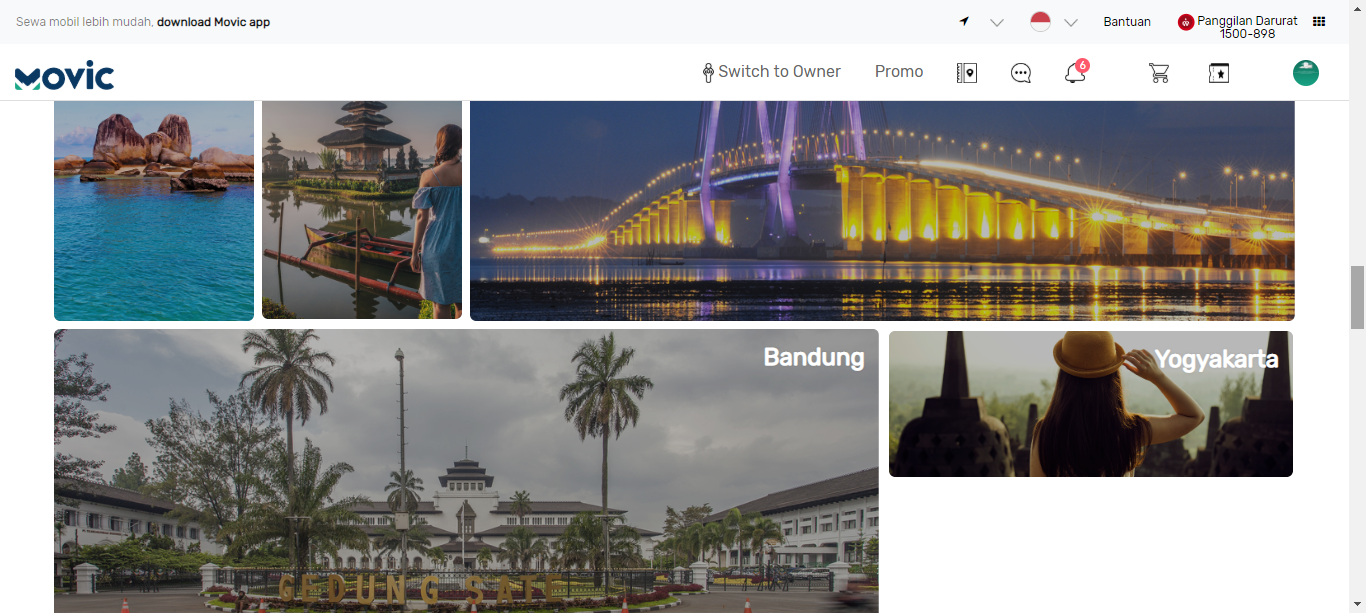 Sewa mobil lebih mudah, download Movic app
Bantuan
Panggilan Darurat
1500-898
MOVIC
Switch to Owner
Promo
6
Bandung
Yogyakarta
GEDUNG SATE